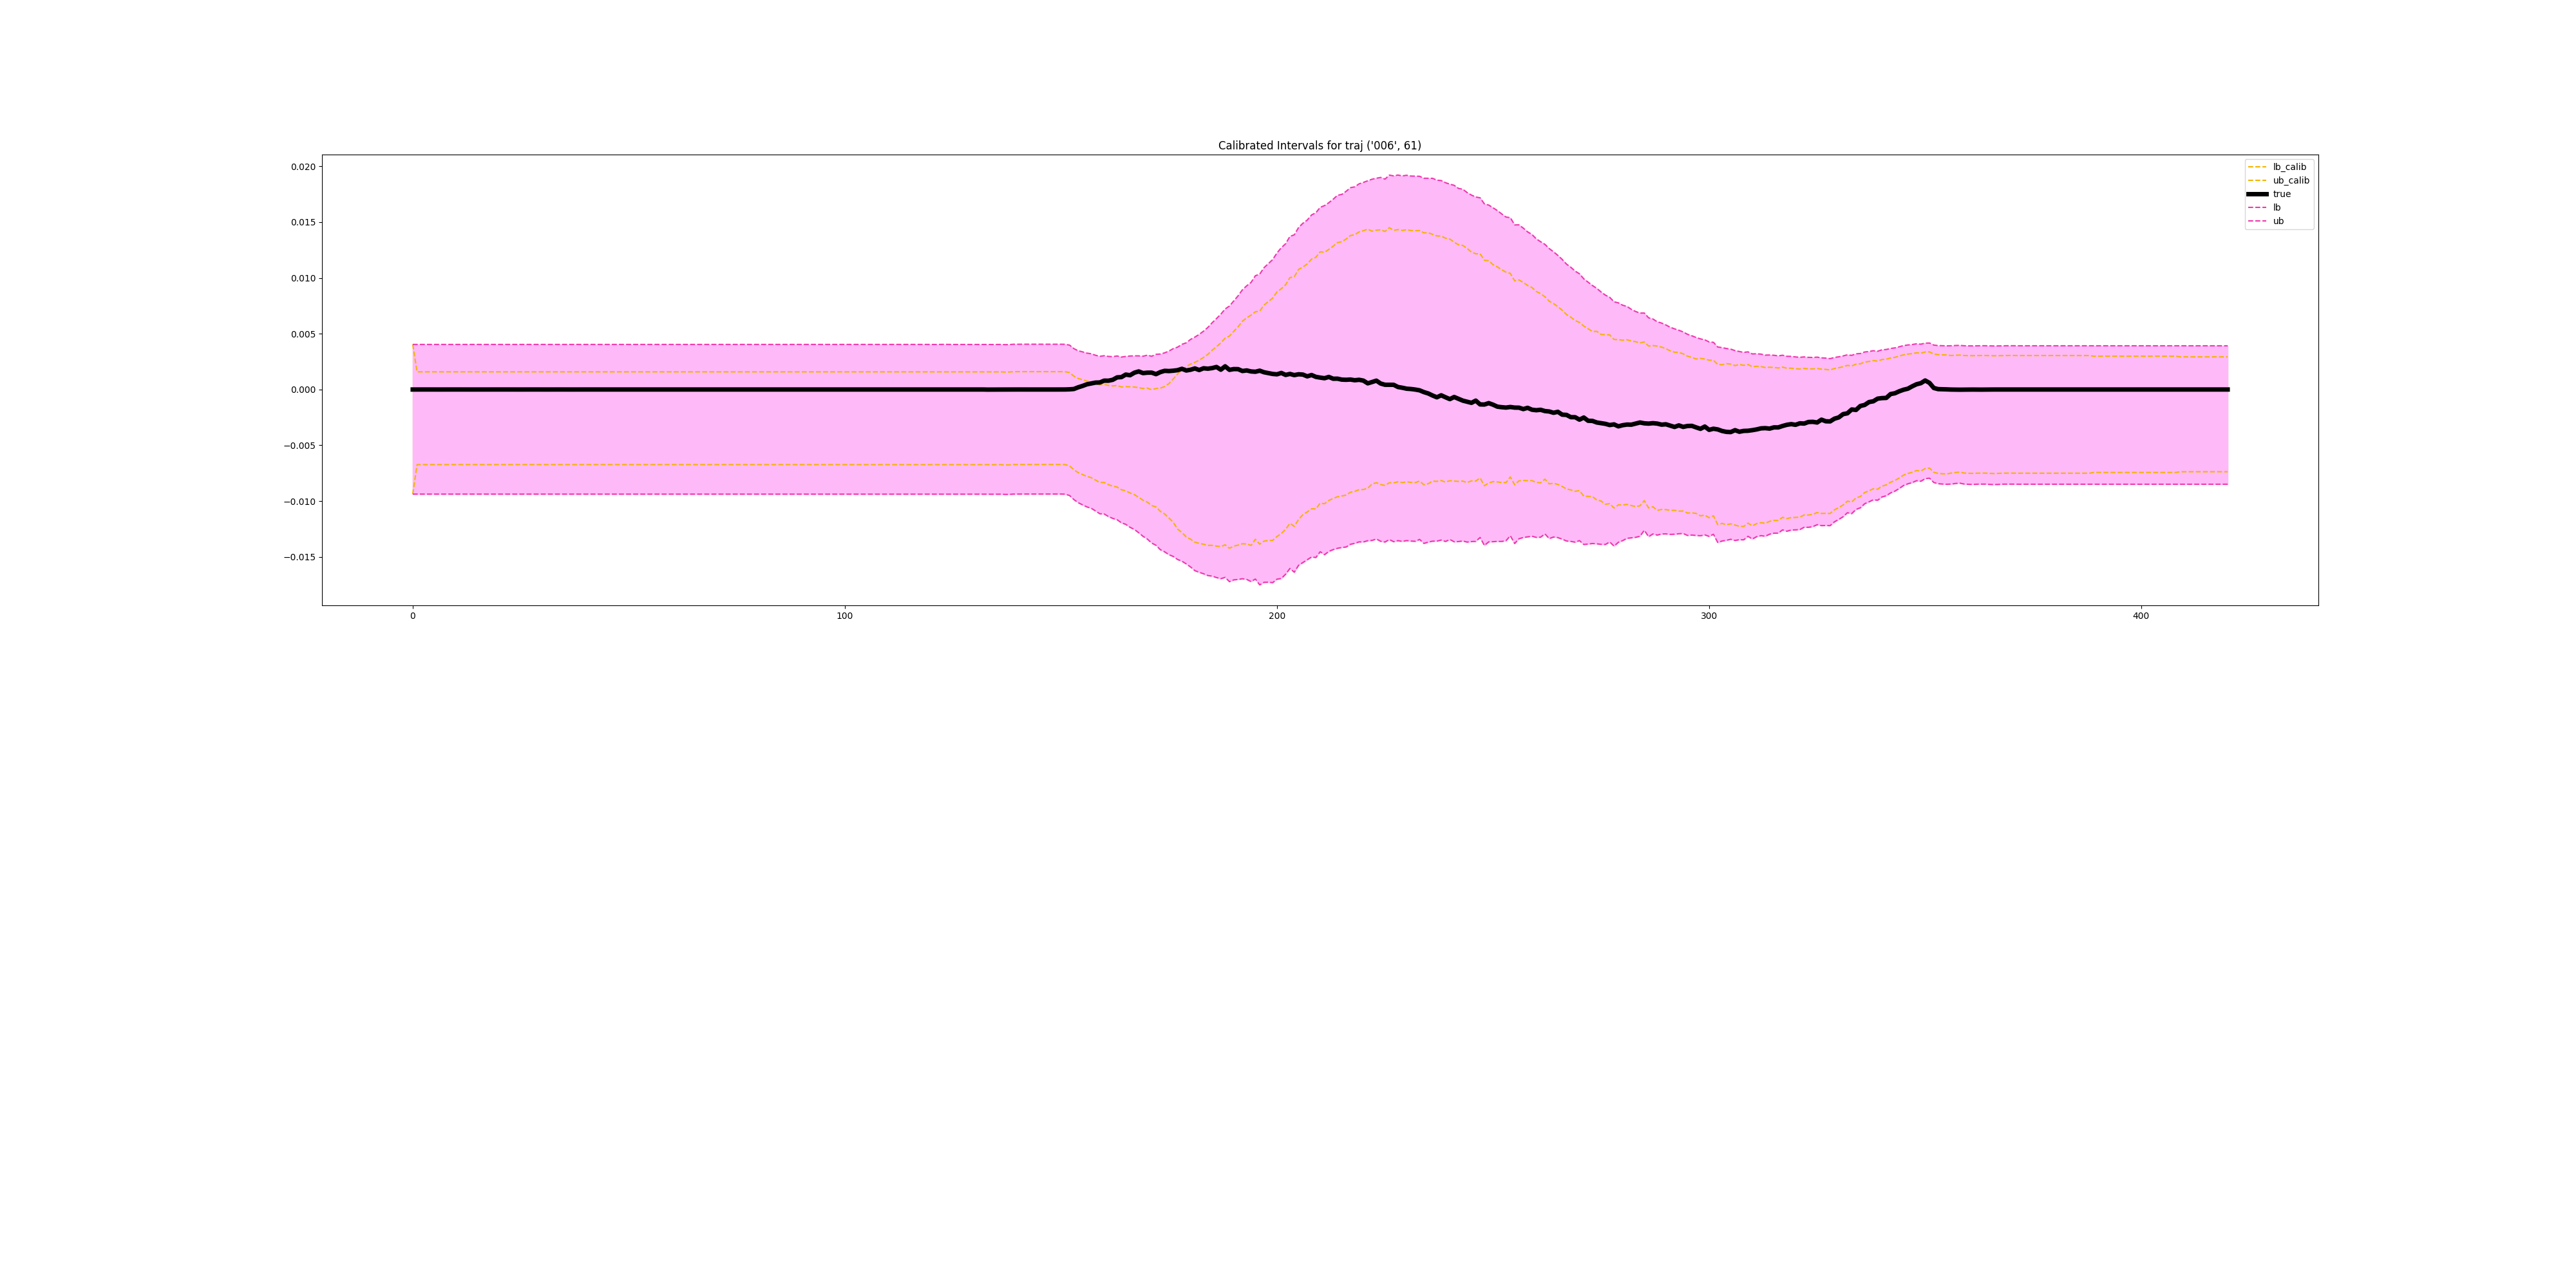 Calibrated Intervals for traj ('006', 61)
0.020
0.015
0.010
0.005
0.000
−0.005
−0.010
−0.015
0
100
200
300
400
lb_calib
ub_calib
true
lb
ub